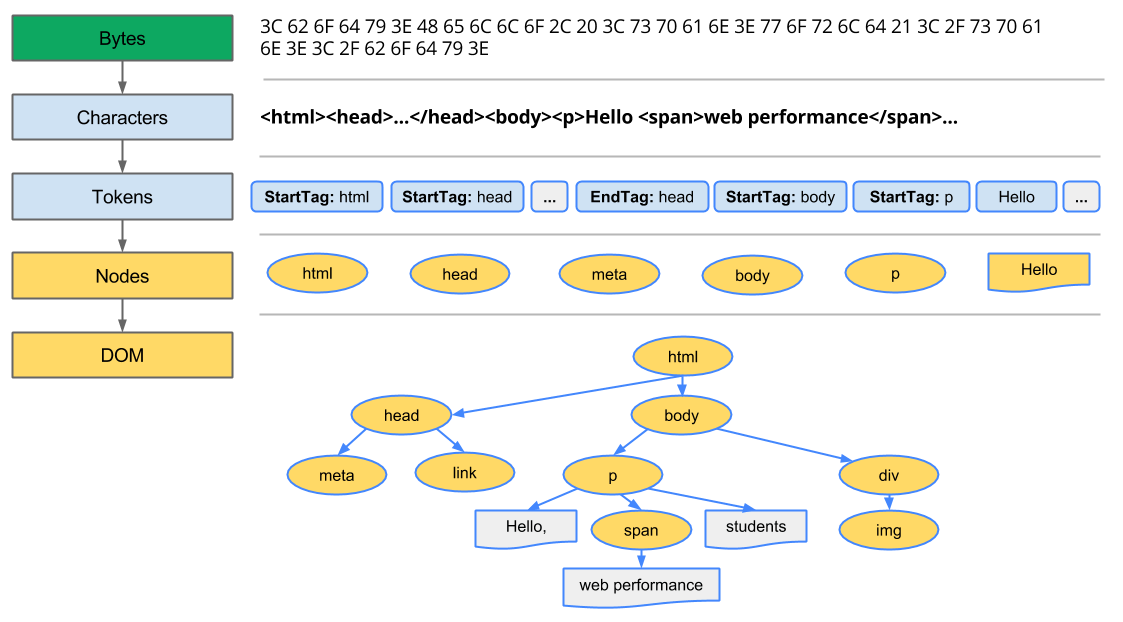 Bytes
3C 62 6F 64 79 3E 48 65 6C 6C 6F 2C 20 3C 73 70 61 6E 3E 77 6F 72 6C 64 21 3C 2F 73 70 61
6E 3E 3C 2F 62 6F 64 79 3E
Characters
<html><head>...</head><body><p>Hello <span>web performance</span>...
Tokens
StartTag: html
StartTag: head
...
EndTag: head
StartTag: body
StartTag: p
Hello
...
Nodes
html
head
meta
body
p
Hello
DOM
html
head
body
meta
link
p
div
Hello,
span
students
img
web performance